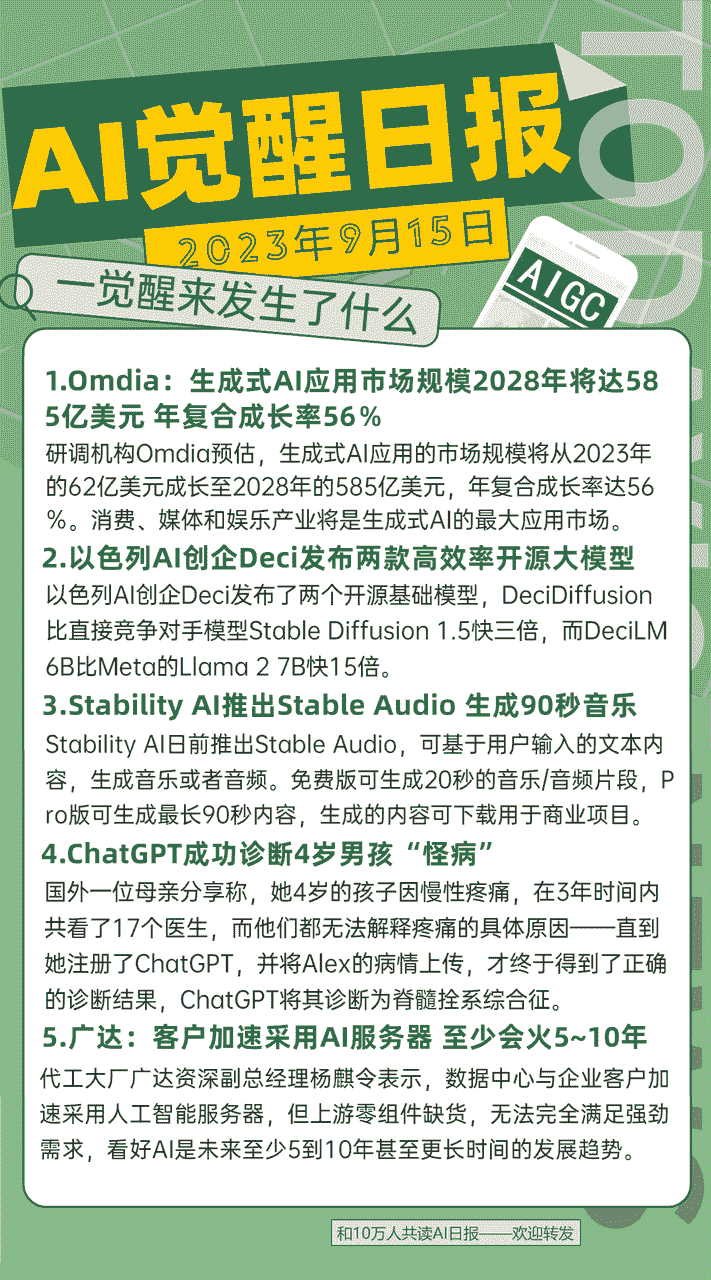 AI觉醒日报
2023年9月15日
一觉醒来发生了什么
AIGC
1.Omdia：生成式AI应用市场规模2028年将达58
5亿美元 年复合成长率56%
研调机构Omdia预估，生成式AI应用的市场规模将从2023年
的62亿美元成长至2028年的585亿美元，年复合成长率达56
%。消费、媒体和娱乐产业将是生成式AI的最大应用市场。
2.以色列AI创企Deci发布两款高效率开源大模型
以色列AI创企Deci发布了两个开源基础模型，DeciDiffusion
比直接竞争对手模型Stable Diffusion 1.5快三倍，而DeciLM
6B比Meta的Llama 2 7B快15倍。
3.Stability AI推出Stable Audio 生成90秒音乐
Stability AI日前推出Stable Audio，可基于用户输入的文本内
容，生成音乐或者音频。免费版可生成20秒的音乐/音频片段，P
ro版可生成最长90秒内容，生成的内容可下载用于商业项目。
4.ChatGPT成功诊断4岁男孩“怪病”
国外一位母亲分享称，她4岁的孩子因慢性疼痛，在3年时间内
共看了17个医生，而他们都无法解释疼痛的具体原因——直到
她注册了ChatGPT，并将Alex的病情上传，才终于得到了正确
的诊断结果，ChatGPT将其诊断为脊髓拴系综合征。
5.广达：客户加速采用AI服务器 至少会火5~10年
代工大厂广达资深副总经理杨麒令表示，数据中心与企业客户加
速采用人工智能服务器，但上游零组件缺货，无法完全满足强劲
需求，看好AI是未来至少5到10年甚至更长时间的发展趋势。
和10万人共读AI日报——欢迎转发